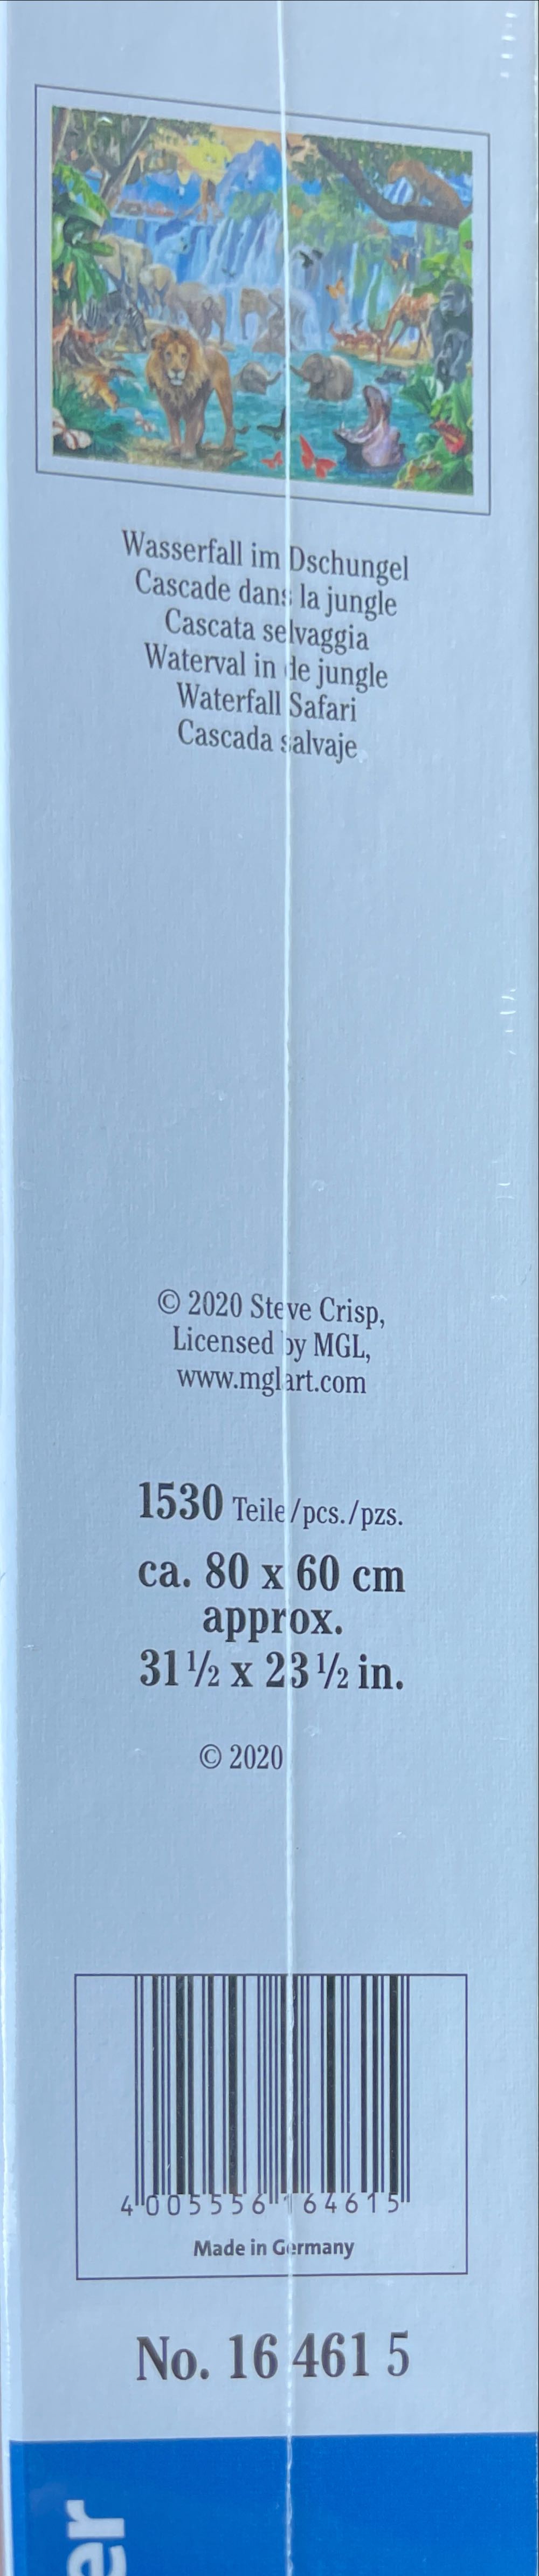 Wasserfall im Dschungel
Cascade dans la jungle
Cascata selvaggia
Waterval in de jungle
Waterfall Safari
Cascada salvaje
© 2020 Steve Crisp,
Licensed by MGL,
www.mglart.com
1530 Teile/pcs./pzs.
ca. 80 x 60 cm
approx.
31 ½ x 23 ½ in.
© 2020
4 005556 164615
Made in Germany
No. 16 461 5
er